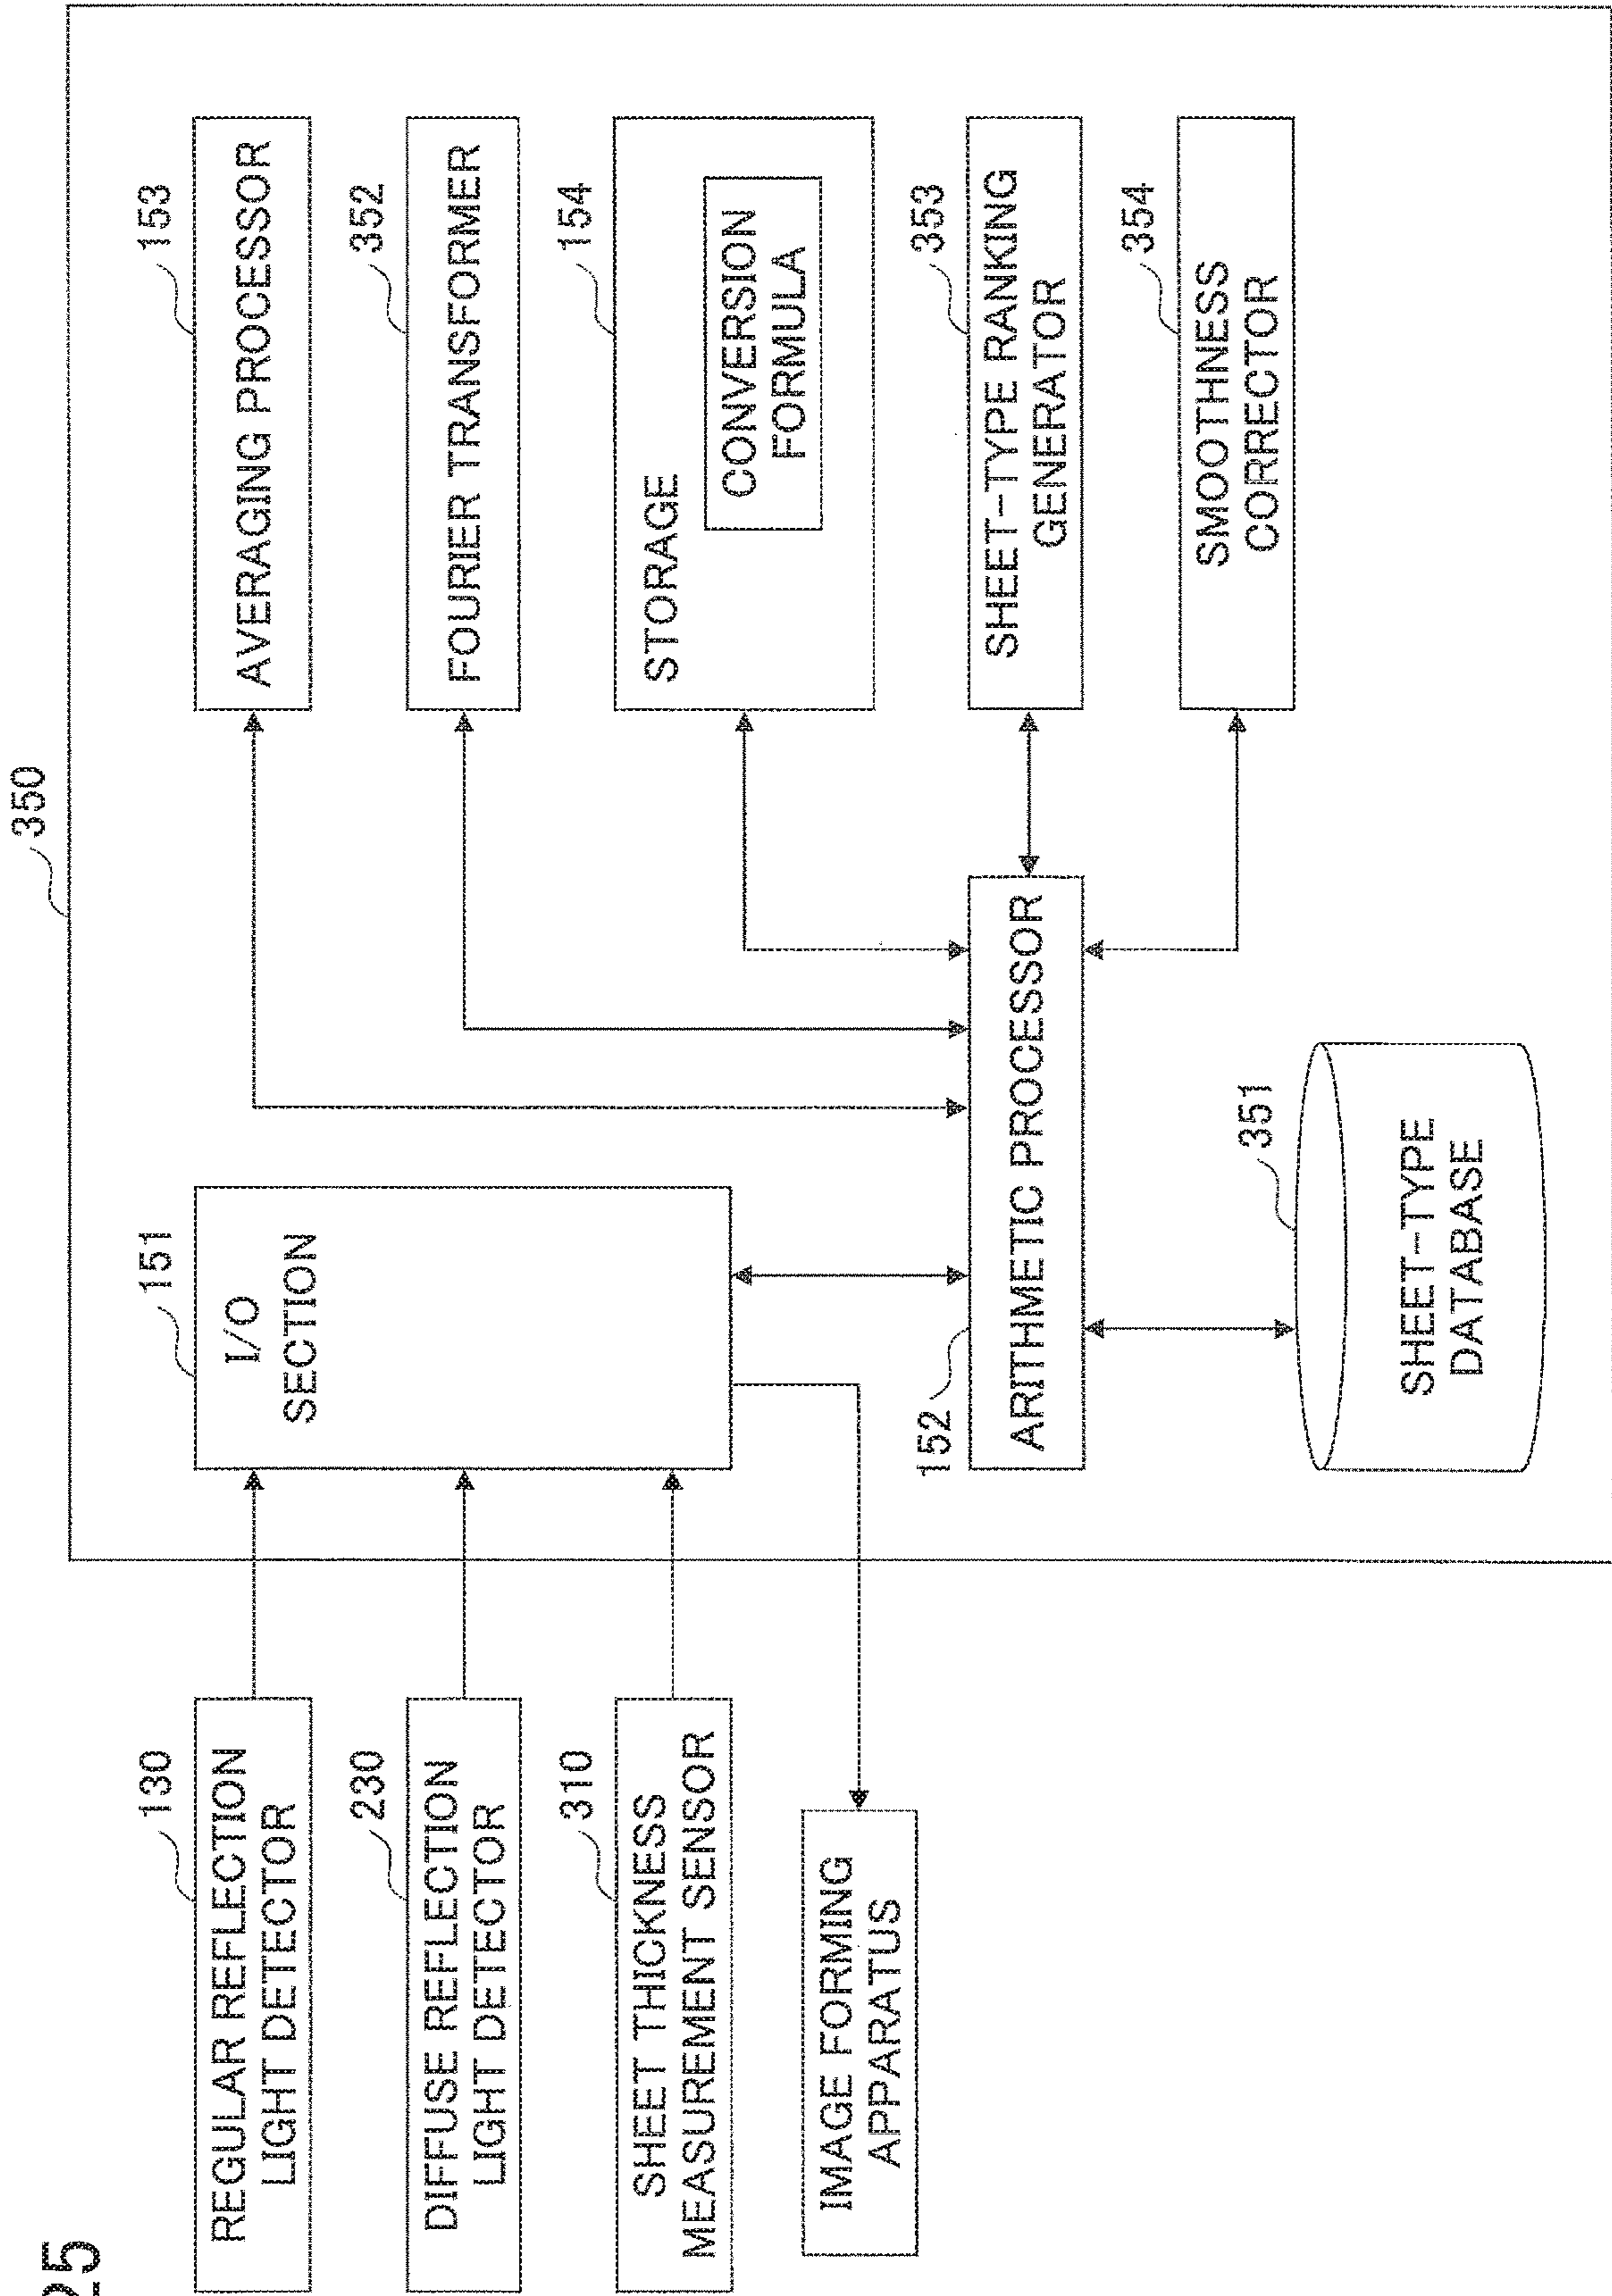 25
350
130
REGULAR REFLECTION
LIGHT DETECTOR
230
DIFFUSE REFLECTION
LIGHT DETECTOR
310
SHEET THICKNESS
MEASUREMENT SENSOR
IMAGE FORMING
APPARATUS
151
I/O
SECTION
152
ARITHMETIC PROCESSOR
351
SHEET-TYPE
DATABASE
153
AVERAGING PROCESSOR
352
FOURIER TRANSFORMER
154
STORAGE
CONVERSION
FORMULA
353
SHEET-TYPE RANKING
GENERATOR
354
SMOOTHNESS
CORRECTOR